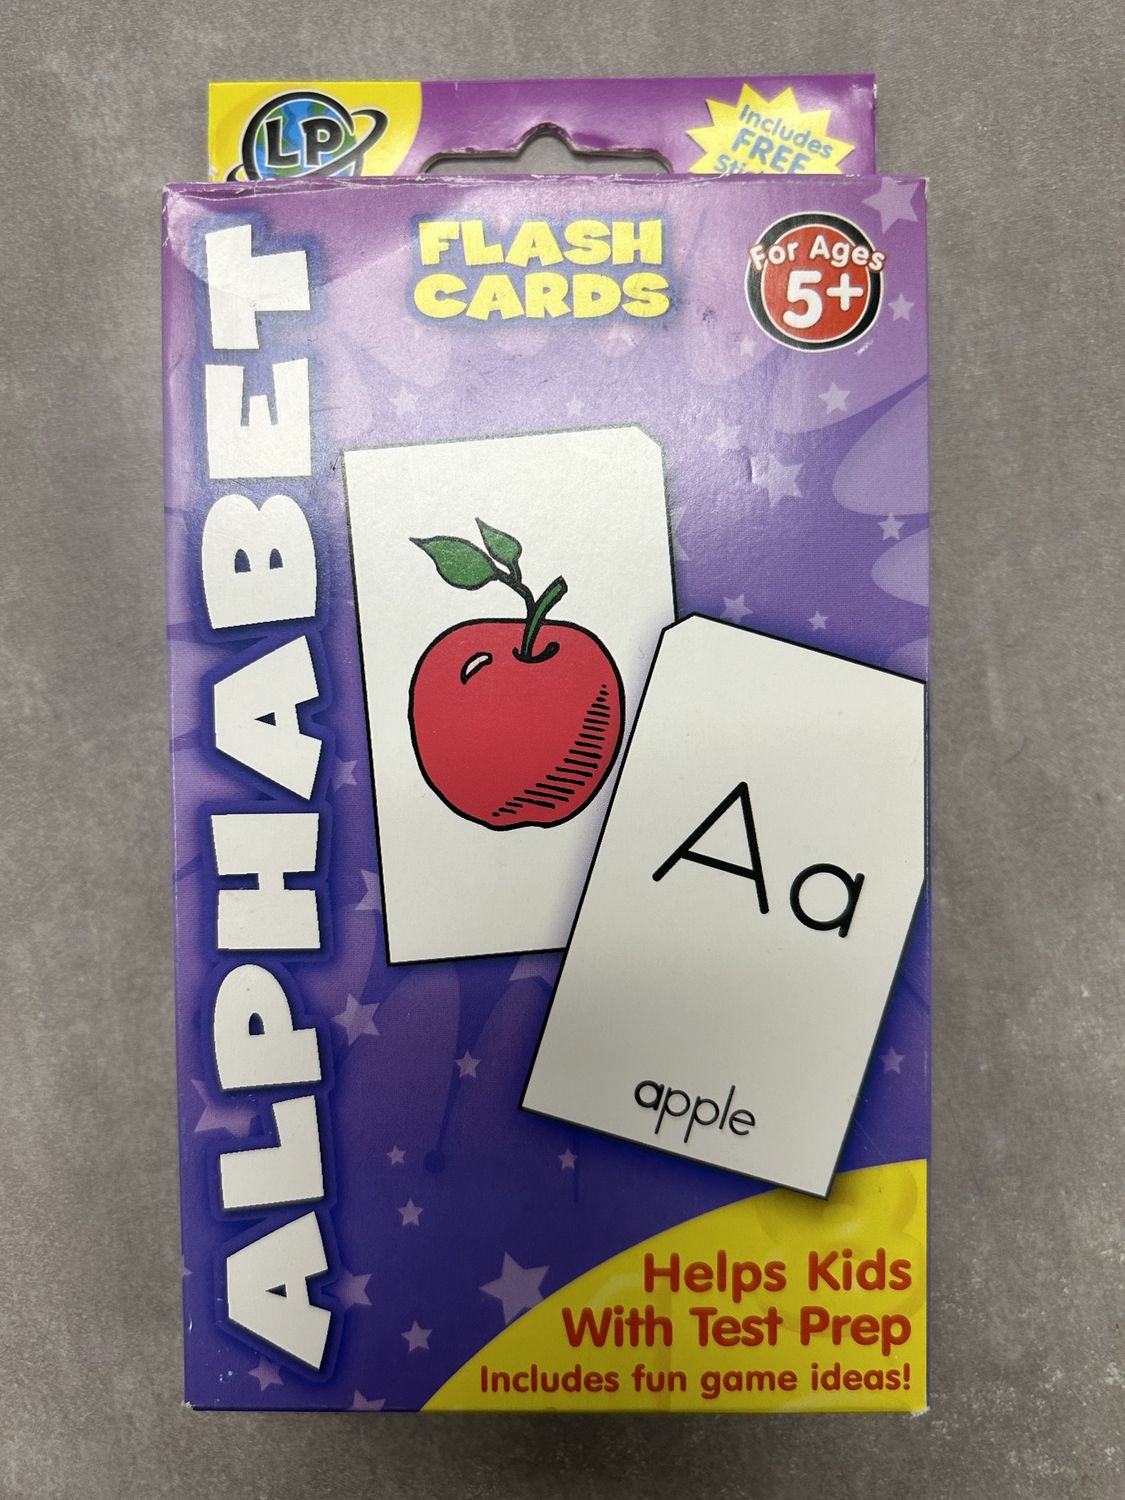 LP
Includes
FREE
FLASH
CARDS
For Ages
5+
ALPHABET
Aa
apple
Helps Kids
With Test Prep
Includes fun game ideas!